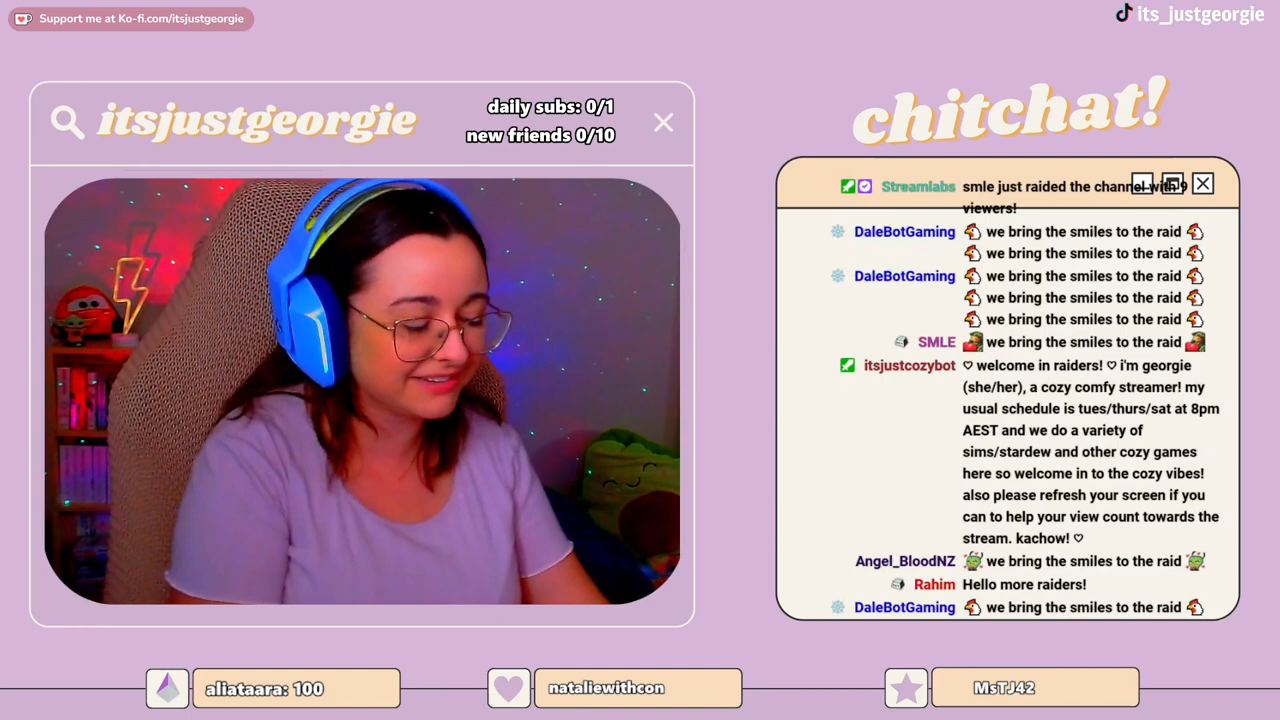 Support me at Ko-fi.com/itsjustgeorgie
its_justgeorgie
itsjustgeorgie
daily subs: 0/1
new friends 0/10
chitchat!
Streamlabs smle just raided the channel with 9
viewers!
DaleBotGaming we bring the smiles to the raid
we bring the smiles to the raid
DaleBotGaming we bring the smiles to the raid
we bring the smiles to the raid
we bring the smiles to the raid
SMLE we bring the smiles to the raid
itsjustcozybot ♡ welcome in raiders! ♡ i'm georgie
(she/her), a cozy comfy streamer! my
usual schedule is tues/thurs/sat at 8pm
AEST and we do a variety of
sims/stardew and other cozy games
here so welcome in to the cozy vibes!
also please refresh your screen if you
can to help your view count towards the
stream. kachow! ♡
Angel_BloodNZ we bring the smiles to the raid
Rahim Hello more raiders!
DaleBotGaming we bring the smiles to the raid
aliataara: 100
nataliewithcon
MsTJ42